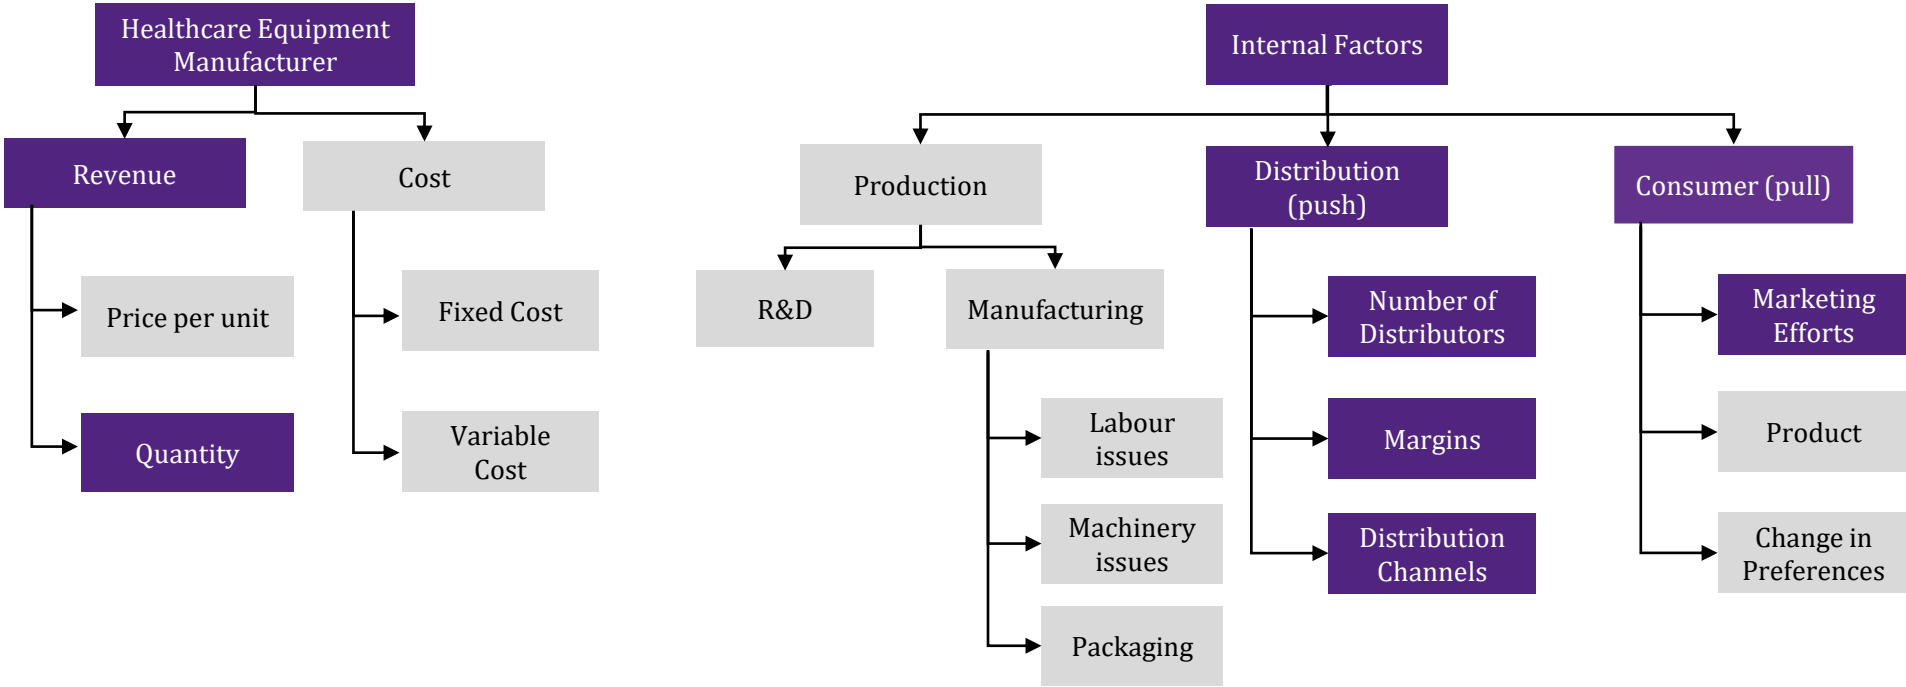 Healthcare Equipment
Manufacturer
Revenue
Cost
Price per unit
Fixed Cost
Quantity
Variable
Cost
Internal Factors
Production
Distribution
(push)
Consumer (pull)
R&D
Manufacturing
Labour
issues
Machinery
issues
Packaging
Number of
Distributors
Margins
Distribution
Channels
Marketing
Efforts
Product
Change in
Preferences